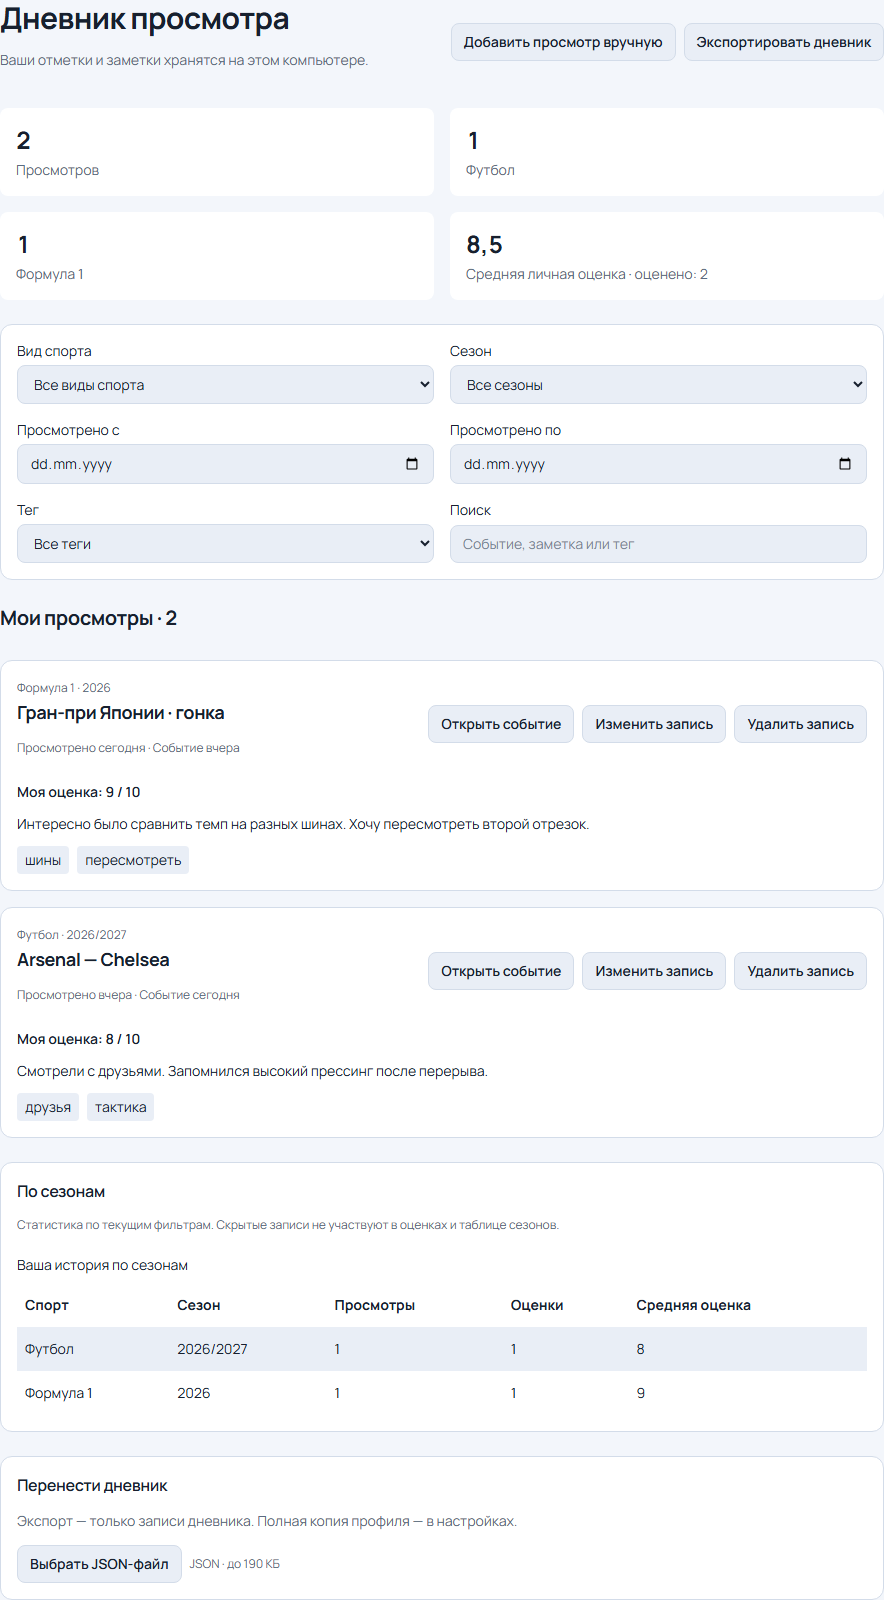 Дневник просмотра
Ваши отметки и заметки хранятся на этом компьютере.
Добавить просмотр вручную
Экспортировать дневник
2
Просмотров
1
Футбол
1
Формула 1
8,5
Средняя личная оценка · оценено: 2
Вид спорта
Все виды спорта
Сезон
Все сезоны
Просмотрено с
dd.mm.yyyy
Просмотрено по
dd.mm.yyyy
Тег
Все теги
Поиск
Событие, заметка или тег
Мои просмотры · 2
Формула 1 · 2026
Гран-при Японии · гонка
Просмотрено сегодня · Событие вчера
Открыть событие
Изменить запись
Удалить запись
Моя оценка: 9 / 10
Интересно было сравнить темп на разных шинах. Хочу пересмотреть второй отрезок.
шины
пересмотреть
Футбол · 2026/2027
Arsenal — Chelsea
Просмотрено вчера · Событие сегодня
Открыть событие
Изменить запись
Удалить запись
Моя оценка: 8 / 10
Смотрели с друзьями. Запомнился высокий прессинг после перерыва.
друзья
тактика
По сезонам
Статистика по текущим фильтрам. Скрытые записи не участвуют в оценках и таблице сезонов.
Ваша история по сезонам
Спорт Сезон Просмотры Оценки Средняя оценка
Футбол 2026/2027 1 1 8
Формула 1 2026 1 1 9
Перенести дневник
Экспорт — только записи дневника. Полная копия профиля — в настройках.
Выбрать JSON-файл
JSON · до 190 КБ